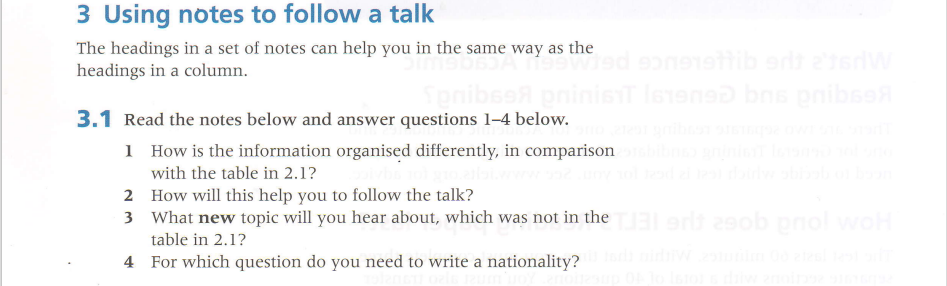 3 Using notes to follow a talk
The headings in a set of notes can help you in the same way as the
headings in a column.
3.1 Read the notes below and answer questions 1–4 below.
1 How is the information organised differently, in comparison
with the table in 2.1?
2 How will this help you to follow the talk?
3 What new topic will you hear about, which was not in the
table in 2.1?
4 For which question do you need to write a nationality?